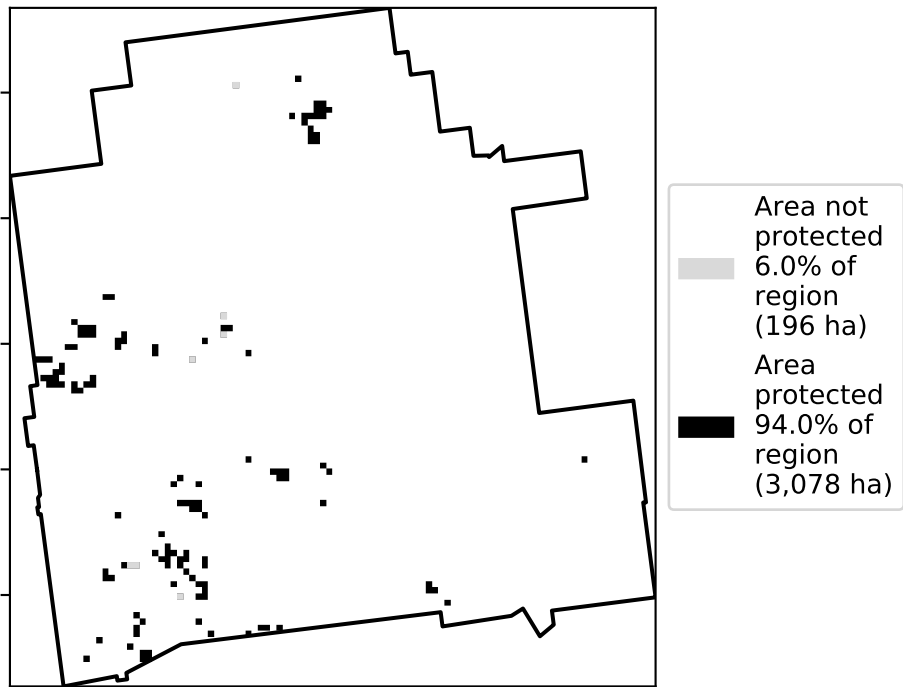 Area not
protected
6.0% of
region
(196 ha)
Area
protected
94.0% of
region
(3,078 ha)